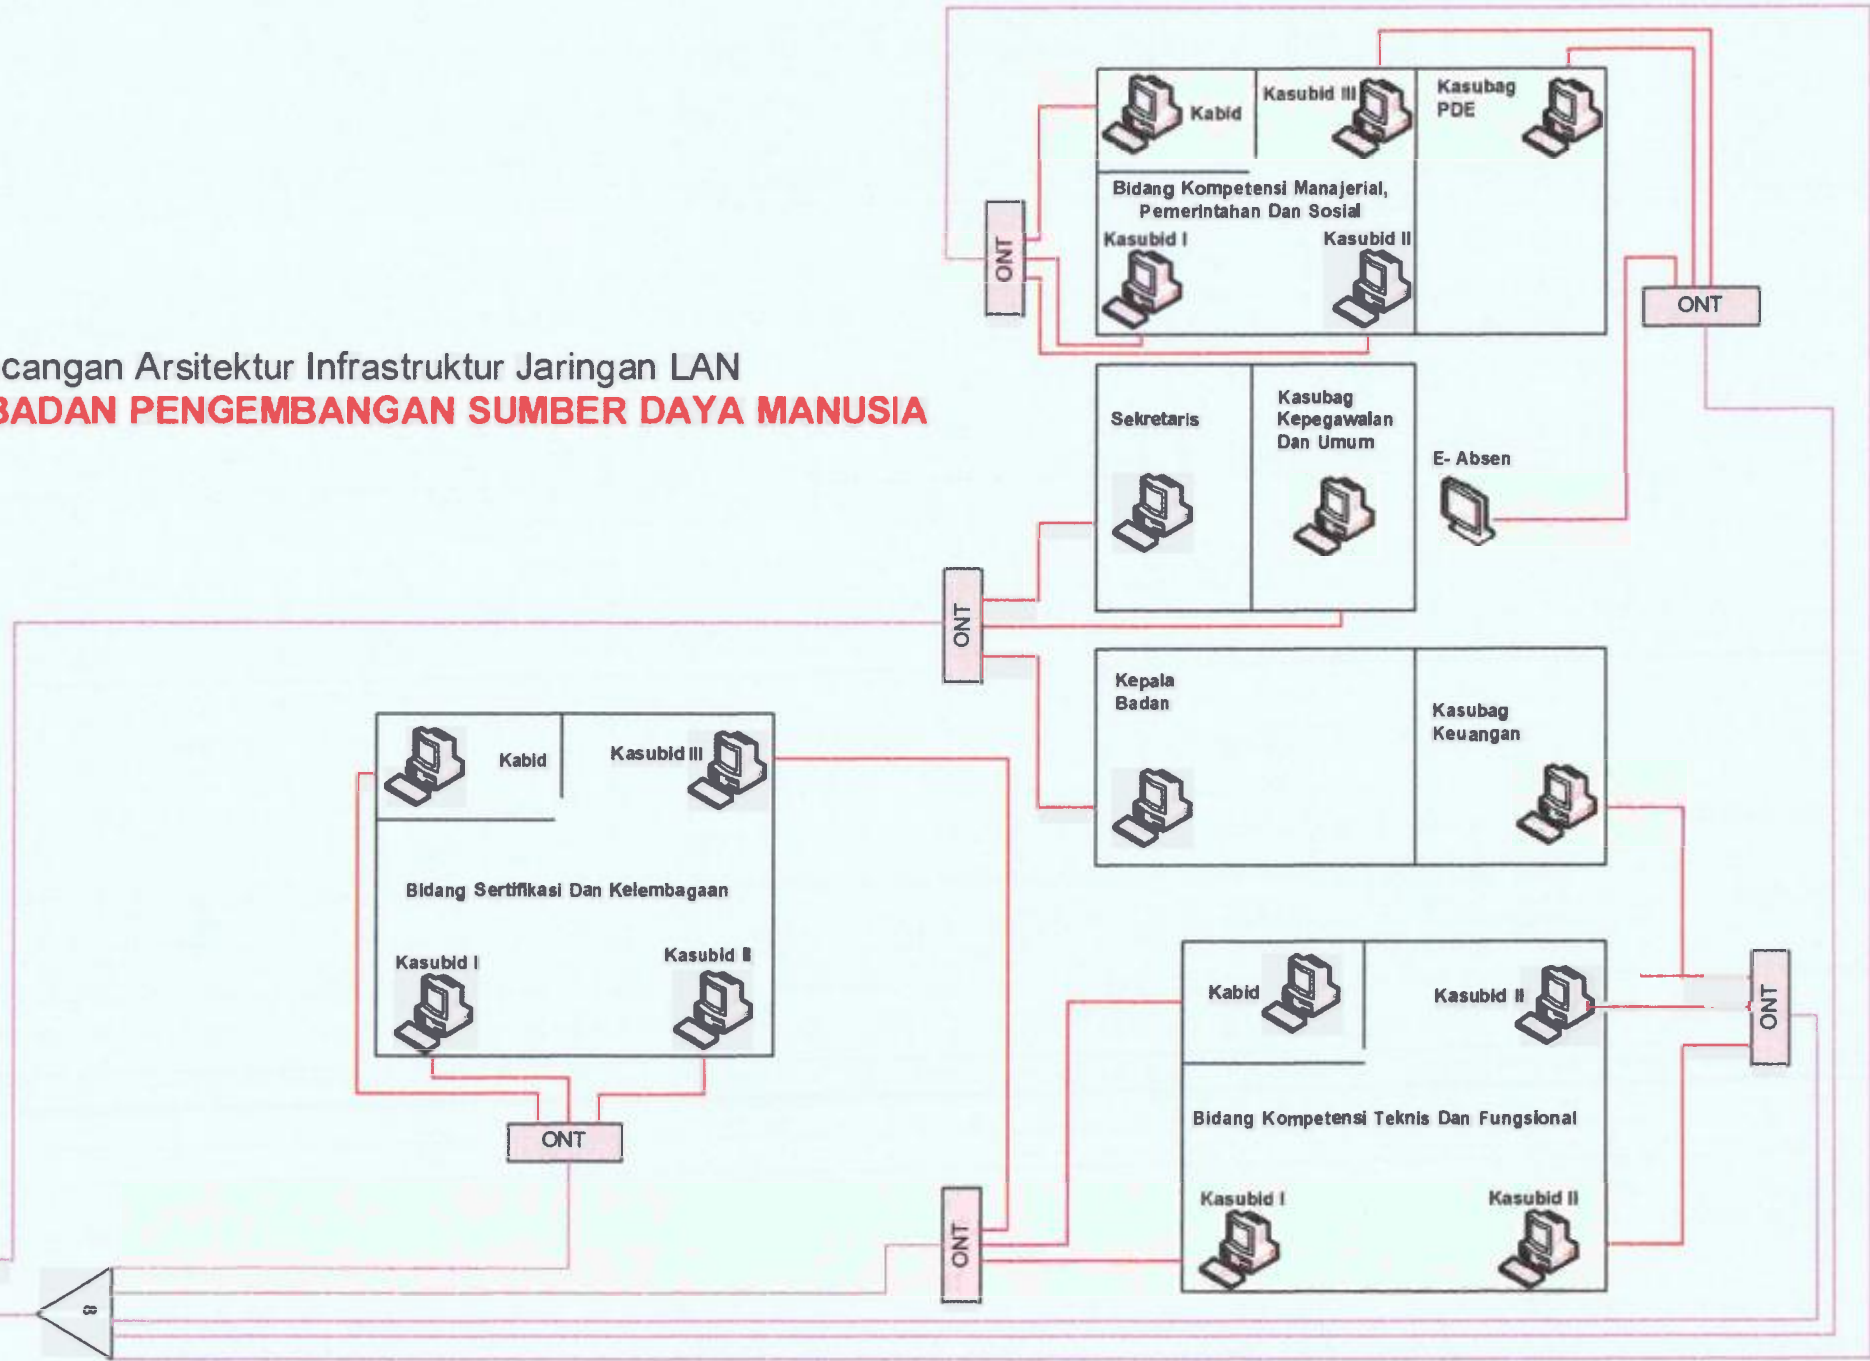 Kabid
Kasubid III
Kasubag
PDE
Bidang Kompetensi Manajerial,
Pemerintahan Dan Sosial
Kasubid I
Kasubid II
ONT
ONT
cangan Arsitektur Infrastruktur Jaringan LAN
BADAN PENGEMBANGAN SUMBER DAYA MANUSIA
Sekretaris
Kasubag
Kepegawaian
Dan Umum
E- Absen
ONT
Kepala
Badan
Kasubag
Keuangan
Kabid
Kasubid III
Bidang Sertifikasi Dan Kelembagaan
Kasubid I
Kasubid II
ONT
Kabid
Kasubid II
ONT
Bidang Kompetensi Teknis Dan Fungsional
Kasubid I
Kasubid II
ONT
8